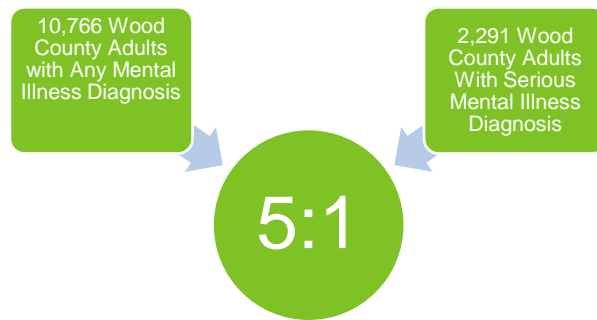 10,766 Wood
County Adults
with Any Mental
Illness Diagnosis
2,291 Wood
County Adults
With Serious
Mental Illness
Diagnosis
5:1